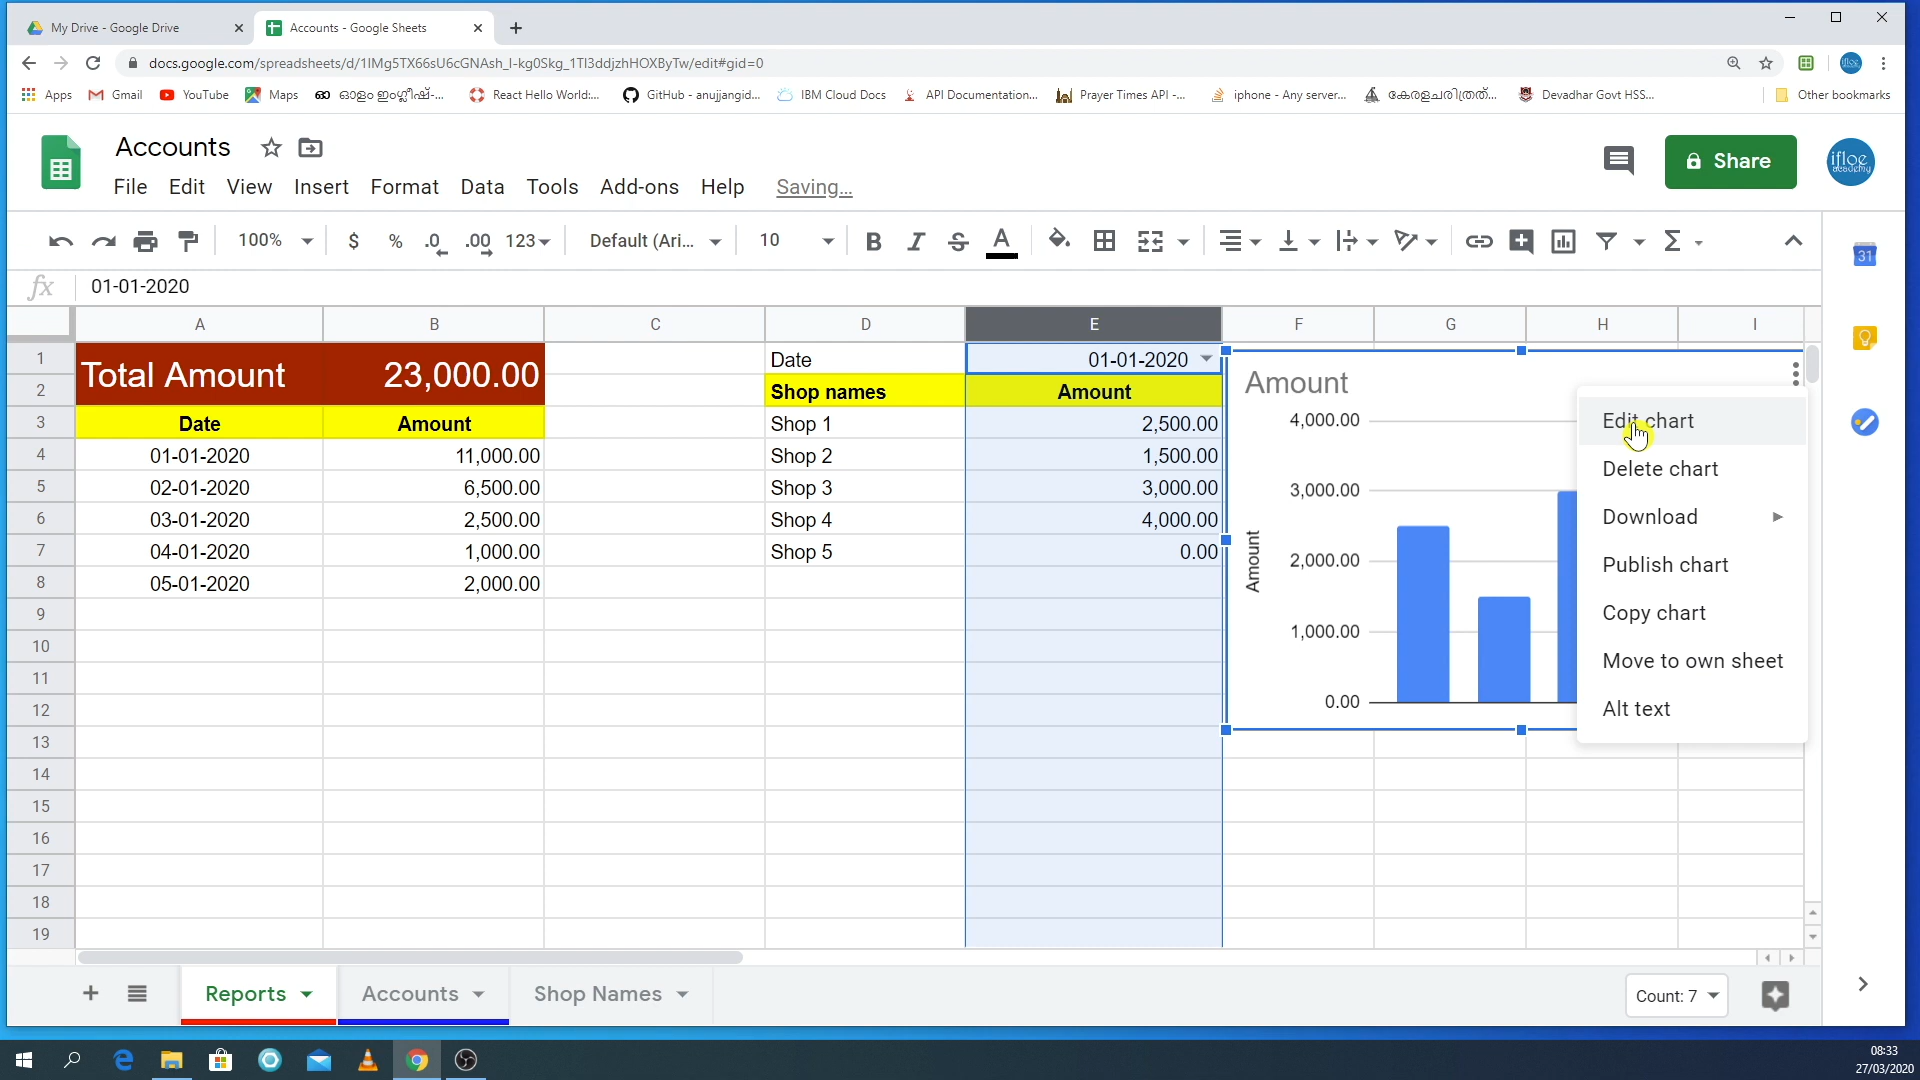 My Drive - Google Drive
Accounts - Google Sheets
docs.google.com/spreadsheets/d/1IMg5TX66sU6cGNAsh_I-kg0Skg_1TI3ddjzhHOXByTw/edit#gid=0
Apps Gmail YouTube Maps ഓളം ഇംഗ്ലീഷ്-... React Hello World:... GitHub - anujjangid... IBM Cloud Docs API Documentation... Prayer Times API -... iphone - Any server... കേരളചരിത്രത്... Devadhar Govt HSS... Other bookmarks
Accounts
File Edit View Insert Format Data Tools Add-ons Help Saving...
Share
ifloe academy
100% $ % .0 .00 123 Default (Ari... 10 B I S A Σ
31
fx 01-01-2020
A B C D E F G H I
1 Total Amount 23,000.00 Date 01-01-2020
2 Shop names Amount
3 Date Amount Shop 1 2,500.00
4 01-01-2020 11,000.00 Shop 2 1,500.00
5 02-01-2020 6,500.00 Shop 3 3,000.00
6 03-01-2020 2,500.00 Shop 4 4,000.00
7 04-01-2020 1,000.00 Shop 5 0.00
8 05-01-2020 2,000.00
9
10
11
12
13
14
15
16
17
18
19
Amount
4,000.00
3,000.00
2,000.00
1,000.00
0.00
Amount
Edit chart
Delete chart
Download
Publish chart
Copy chart
Move to own sheet
Alt text
Reports Accounts Shop Names
Count: 7
08:33
27/03/2020